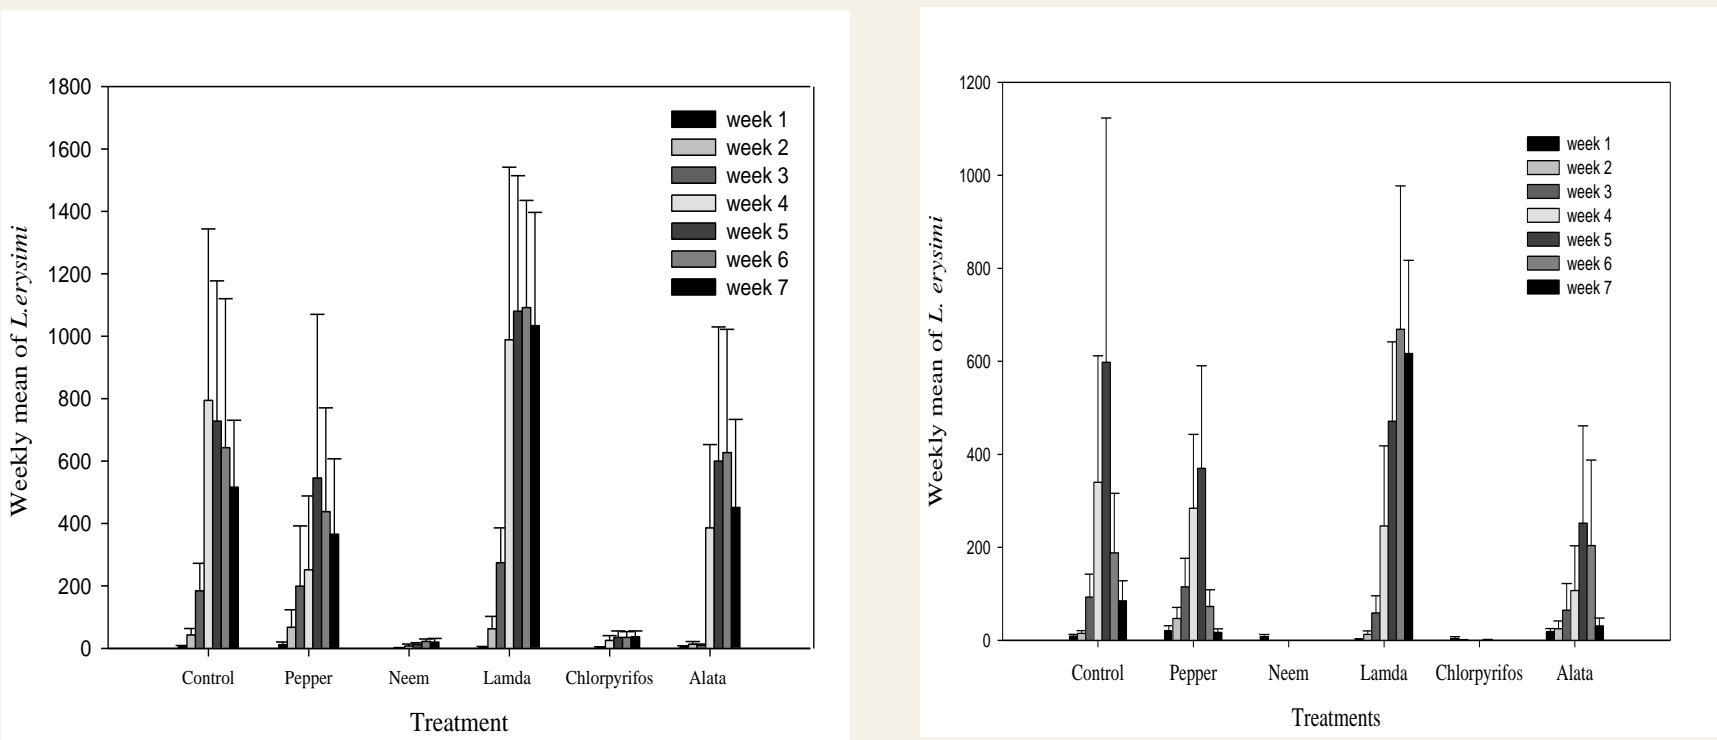 1800
1600
1400
1200
1000
800
600
400
200
0
Weekly mean of L.erysimi
week 1
week 2
week 3
week 4
week 5
week 6
week 7
Control Pepper Neem Lamda Chlorpyrifos Alata
Treatment
1200
1000
800
600
400
200
0
Weekly mean of L. erysimi
week 1
week 2
week 3
week 4
week 5
week 6
week 7
Control Pepper Neem Lamda Chlorpyrifos Alata
Treatments